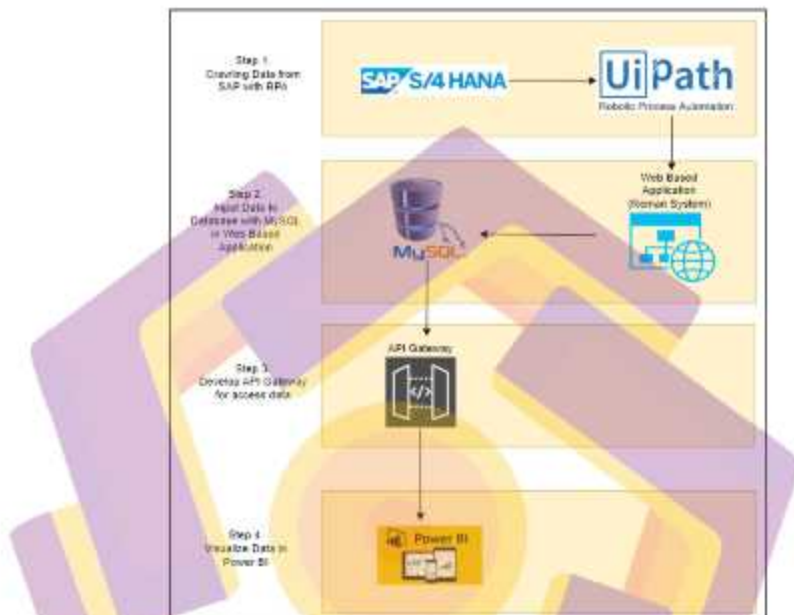 Step 1.
Crawling Data from
SAP with RPA
SAP S/4 HANA
UiPath
Robotic Process Automation
Step 2.
Input Data to
Database with MySQL
in Web Based
Application
MySQL
Web Based
Application
(Noman System)
Step 3.
Develop API Gateway
for access data
API Gateway
</>
Step 4.
Visualize Data in
Power BI
Power BI